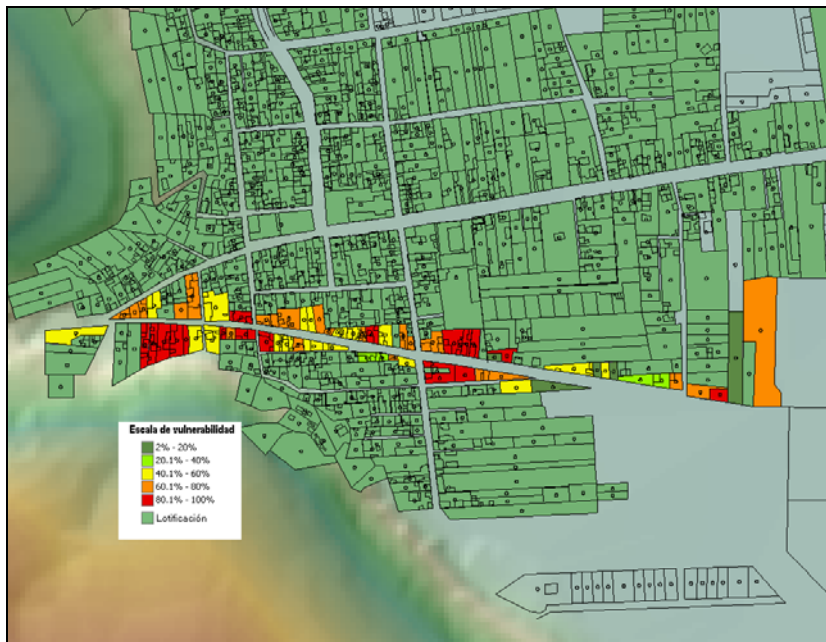 Escala de vulnerabilidad
2% - 20%
20.1% - 40%
40.1% - 60%
60.1% - 80%
80.1% - 100%
Lotificación